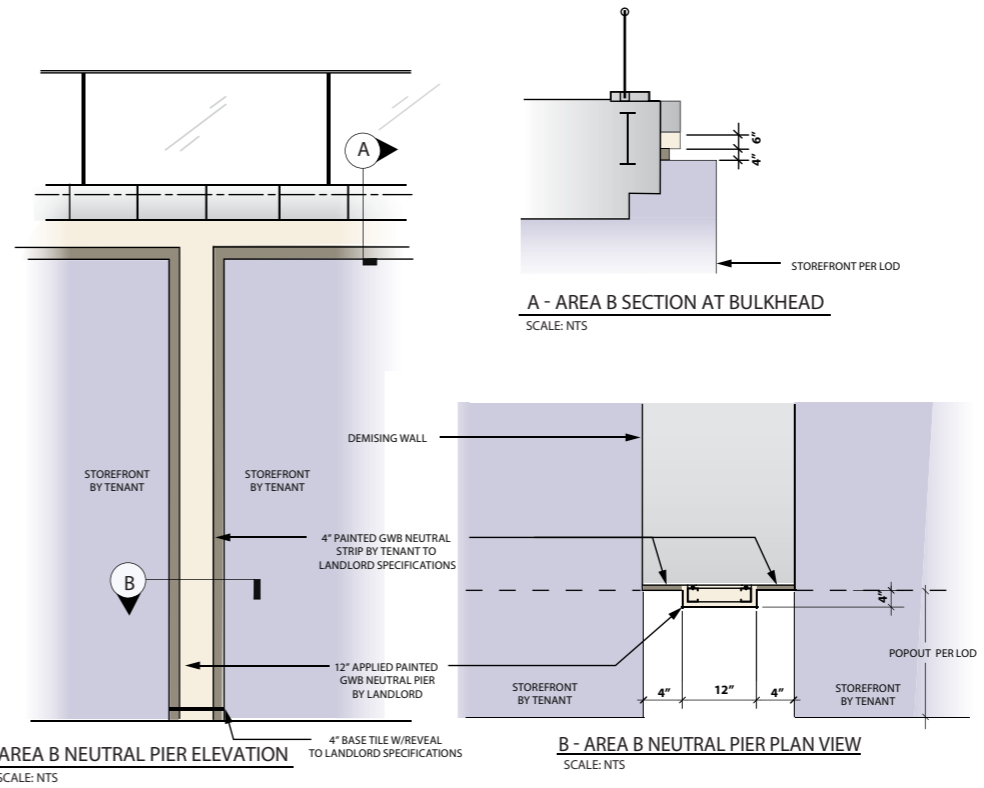 A
6"
4"
STOREFRONT PER LOD
A - AREA B SECTION AT BULKHEAD
SCALE: NTS
DEMISING WALL
STOREFRONT
BY TENANT
STOREFRONT
BY TENANT
4" PAINTED GWB NEUTRAL
STRIP BY TENANT TO
LANDLORD SPECIFICATIONS
B
4"
POPOUT PER LOD
12" APPLIED PAINTED
GWB NEUTRAL PIER
BY LANDLORD
STOREFRONT
BY TENANT
4"
12"
4"
STOREFRONT
BY TENANT
4" BASE TILE W/REVEAL
TO LANDLORD SPECIFICATIONS
AREA B NEUTRAL PIER ELEVATION
SCALE: NTS
B - AREA B NEUTRAL PIER PLAN VIEW
SCALE: NTS